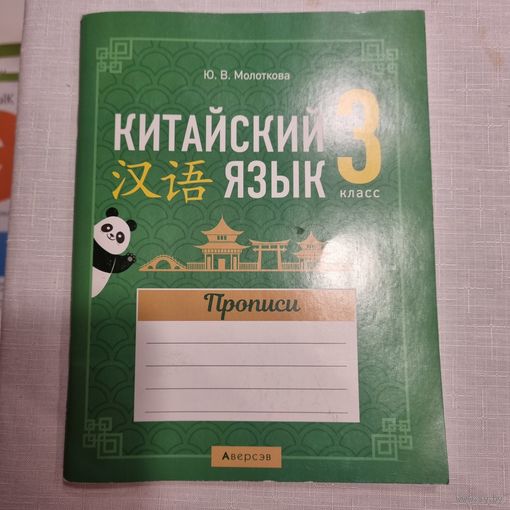 Ю. В. Молоткова
КИТАЙСКИЙ 3
汉语 ЯЗЫК класс
Прописи
Аверсэв